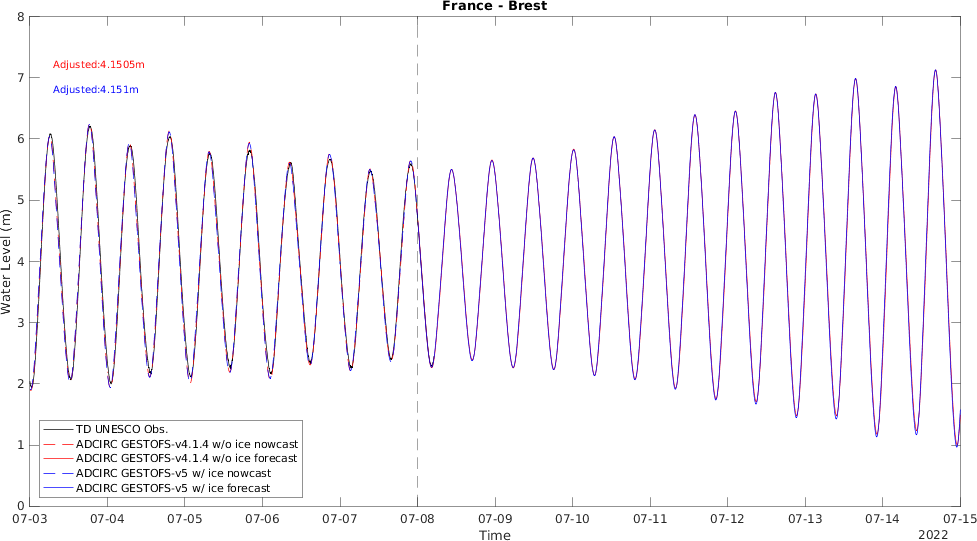 France - Brest
8
7
6
5
4
3
2
1
0
Water Level (m)
Adjusted:4.1505m
Adjusted:4.151m
TD UNESCO Obs.
ADCIRC GESTOFS-v4.1.4 w/o ice nowcast
ADCIRC GESTOFS-v4.1.4 w/o ice forecast
ADCIRC GESTOFS-v5 w/ ice nowcast
ADCIRC GESTOFS-v5 w/ ice forecast
07-03 07-04 07-05 07-06 07-07 07-08 07-09 07-10 07-11 07-12 07-13 07-14 07-15
Time
2022